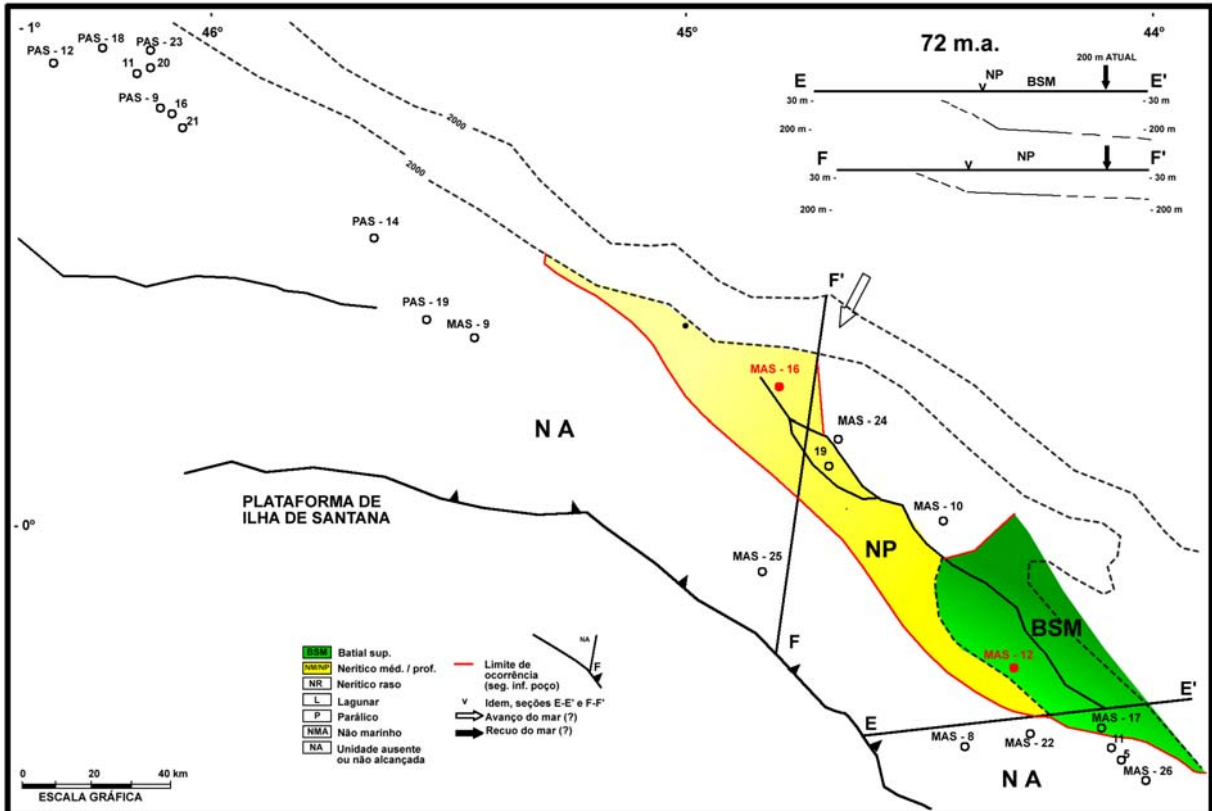 - 1º
46º
45º
44º
72 m.a.
PAS - 12
PAS - 18
PAS - 23
11
20
PAS - 9
16
21
2000
2000
200 m ATUAL
E
NP
BSM
E'
30 m -
- 30 m
200 m -
- 200 m
F
NP
F'
30 m -
- 30 m
200 m -
- 200 m
PAS - 14
F'
PAS - 19
MAS - 9
MAS - 16
N A
MAS - 24
19
PLATAFORMA DE
ILHA DE SANTANA
- 0º
MAS - 10
NP
MAS - 25
BSM
F
MAS - 12
E'
E
MAS - 17
MAS - 8
MAS - 22
11
5
MAS - 26
N A
BSM Batial sup.
NM/NP Nerítico méd. / prof.
NR Nerítico raso
L Lagunar
P Parálico
NMA Não marinho
NA Unidade ausente
ou não alcançada
NA
F
Limite de
ocorrência
(seg. inf. poço)
v Idem, seções E-E' e F-F'
Avanço do mar (?)
Recuo do mar (?)
0 20 40 km
ESCALA GRÁFICA